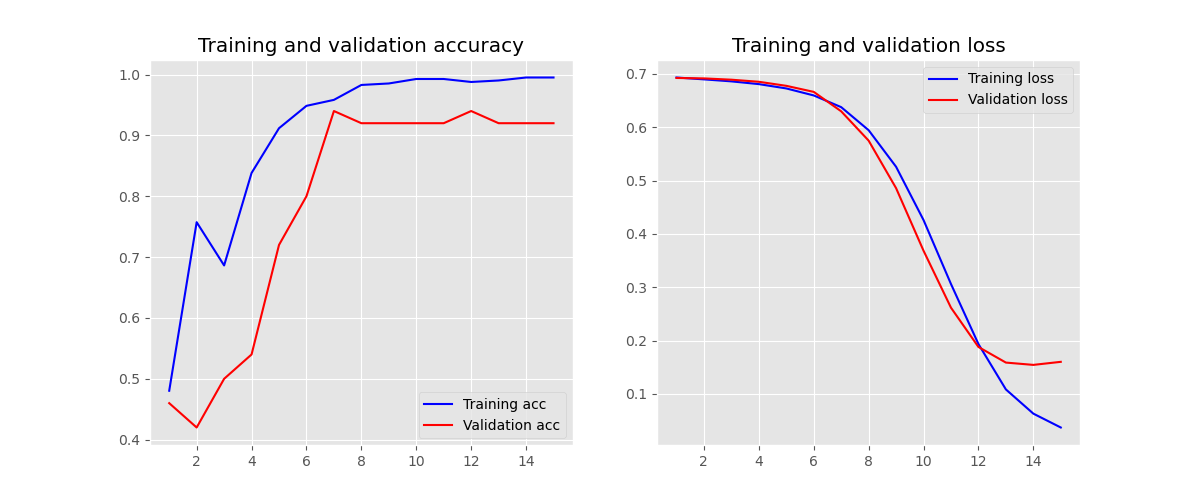 Training and validation accuracy
1.0
0.9
0.8
0.7
0.6
0.5
0.4
2 4 6 8 10 12 14
Training acc
Validation acc
Training and validation loss
0.7
0.6
0.5
0.4
0.3
0.2
0.1
2 4 6 8 10 12 14
Training loss
Validation loss